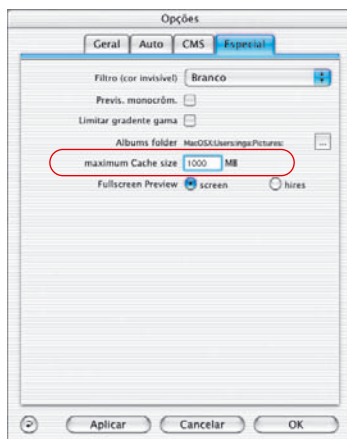 Opções
Geral Auto CMS Especial
Filtro (cor invisível) Branco
Previs. monocróm.
Limitar gradente gama
Albums folder MacOSX:Users:inga:Pictures: ...
maximum Cache size 1000 MB
Fullscreen Preview screen hires
Aplicar Cancelar OK